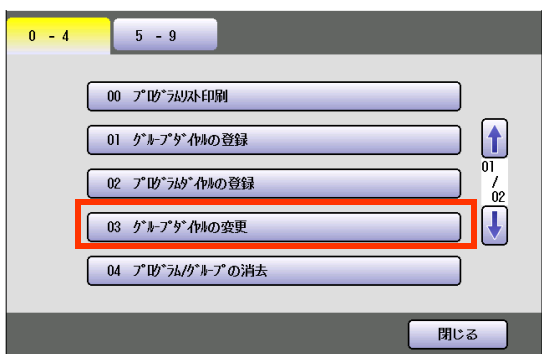 0 - 4
5 - 9
00 ﾌﾟﾛｸﾞﾗﾑﾘｽﾄ印刷
01 ｸﾞﾙｰﾌﾟﾀﾞｲﾔﾙの登録
02 ﾌﾟﾛｸﾞﾗﾑﾀﾞｲﾔﾙの登録
03 ｸﾞﾙｰﾌﾟﾀﾞｲﾔﾙの変更
04 ﾌﾟﾛｸﾞﾗﾑ/ｸﾞﾙｰﾌﾟの消去
01
/
02
閉じる